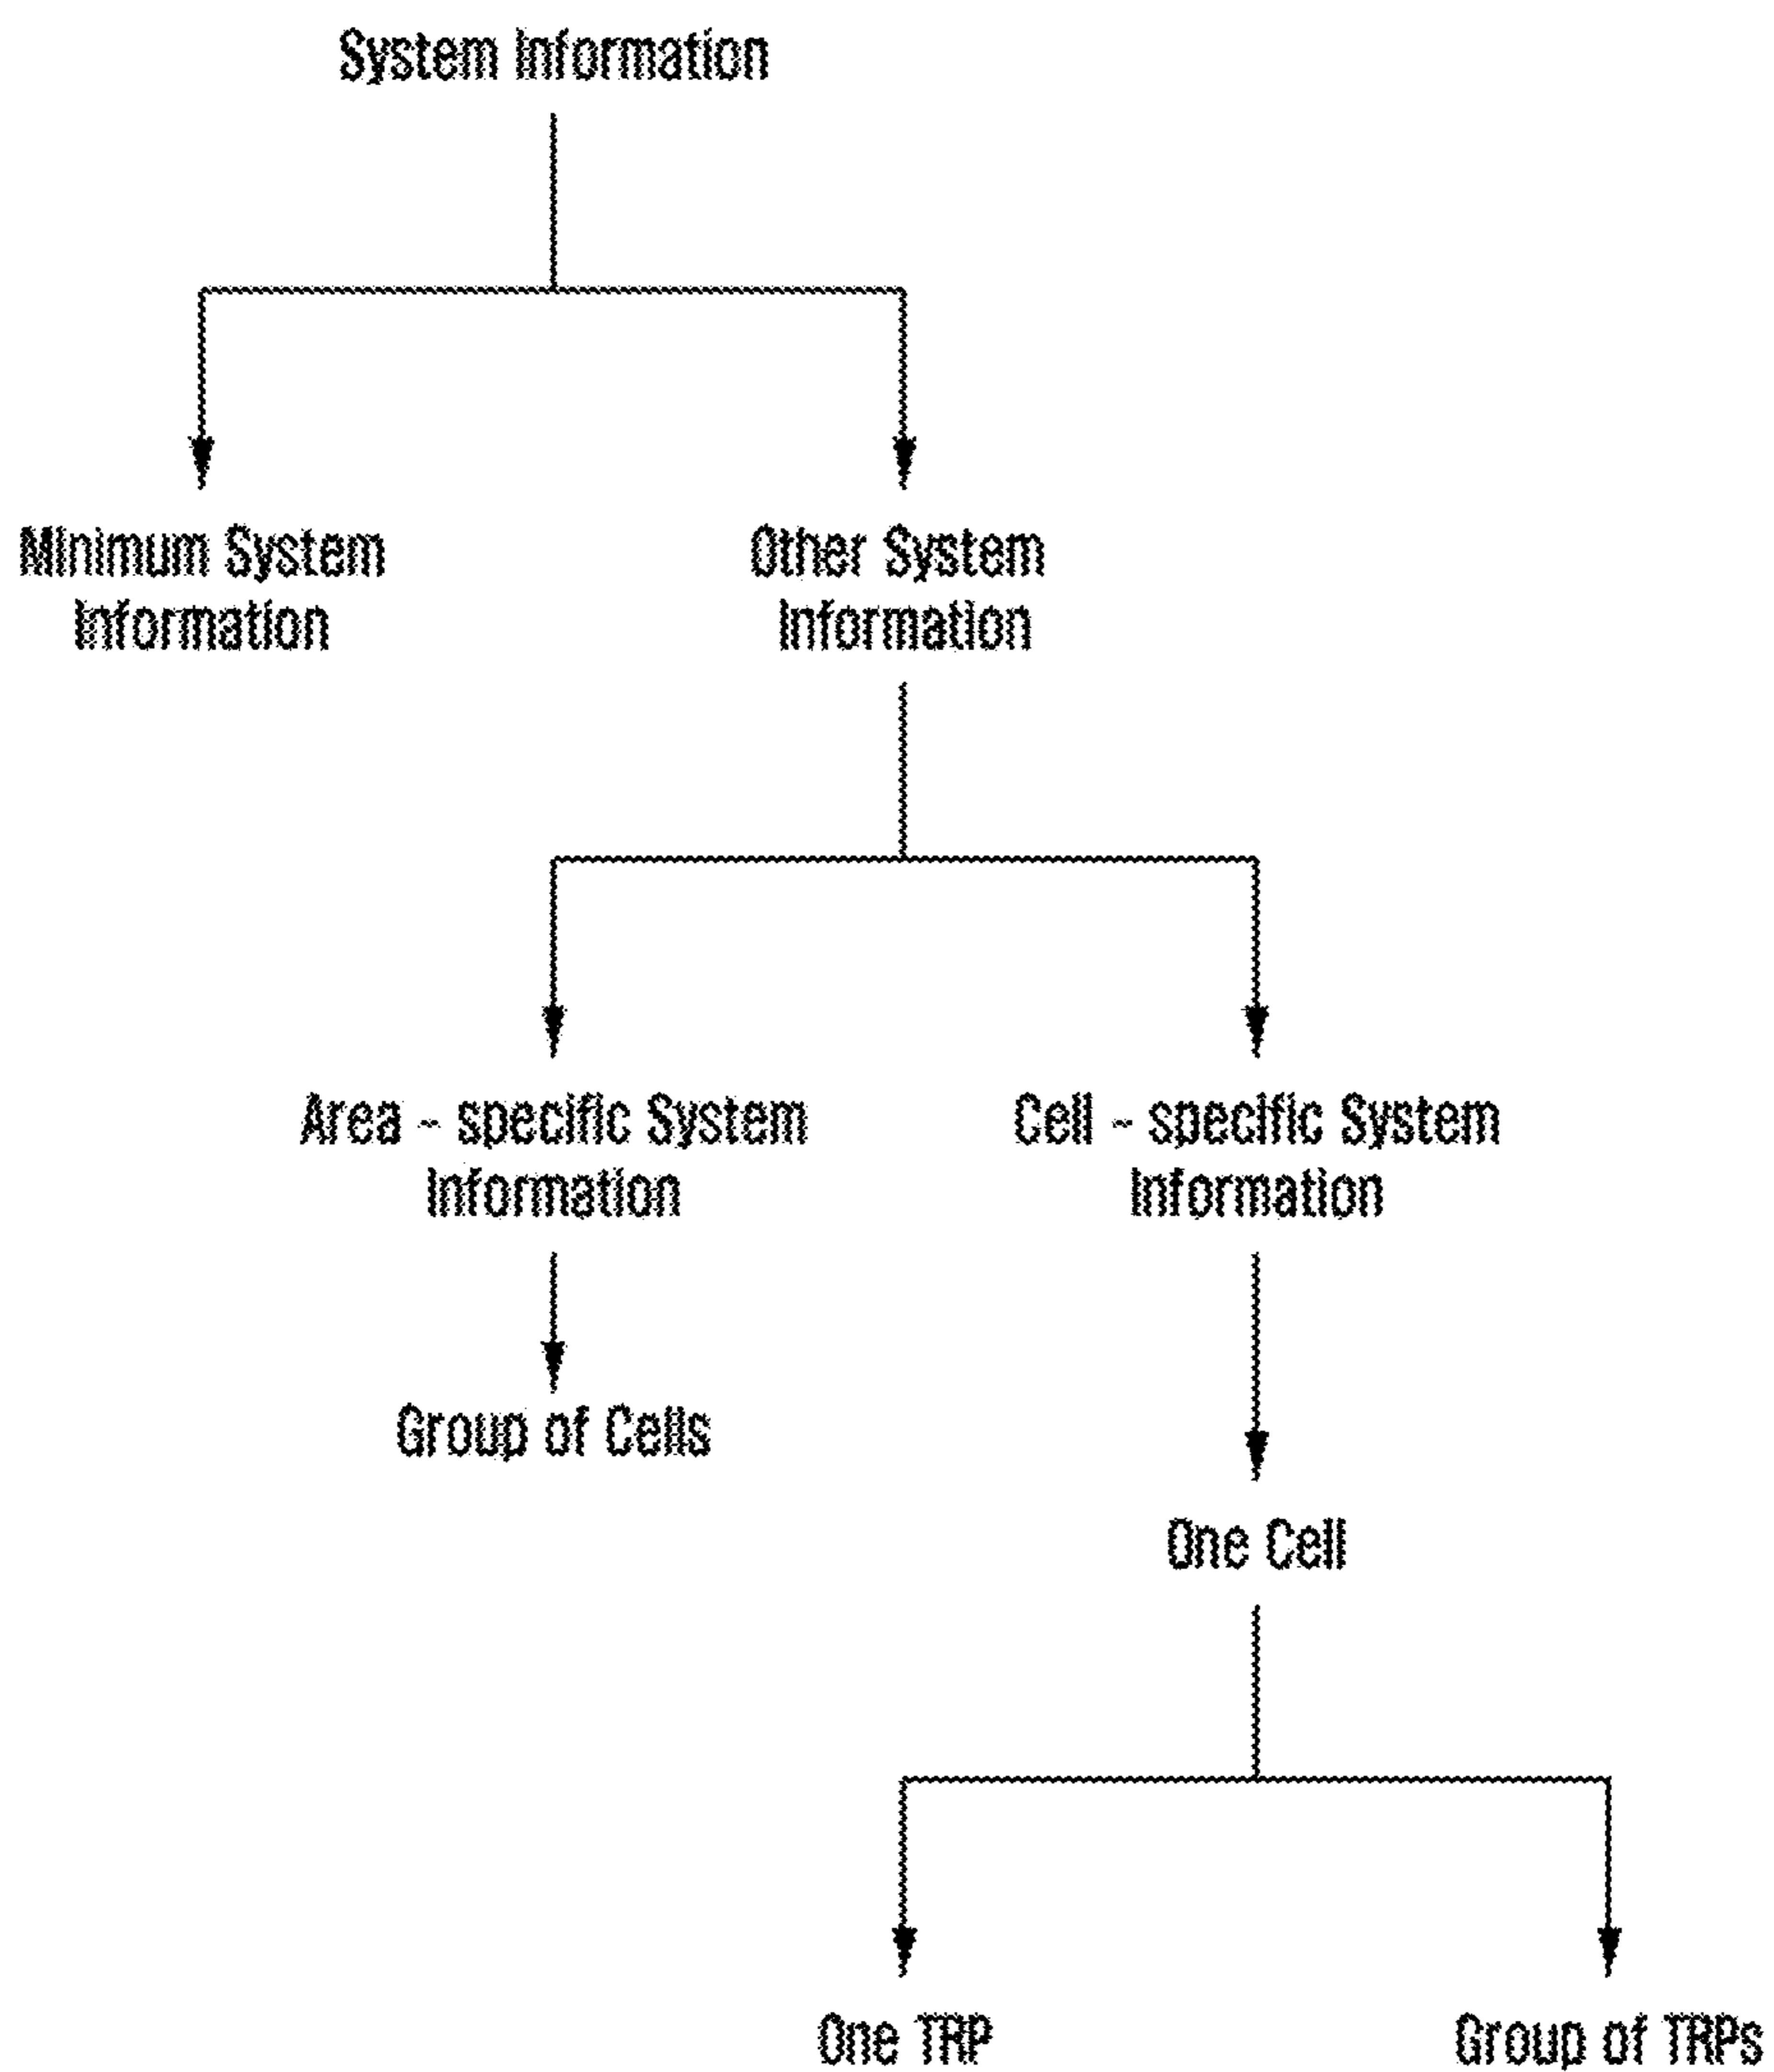 System Information
Minimum System
Information
Other System
Information
Area - specific System
Information
Cell - specific System
Information
Group of Cells
One Cell
One TRP
Group of TRPs